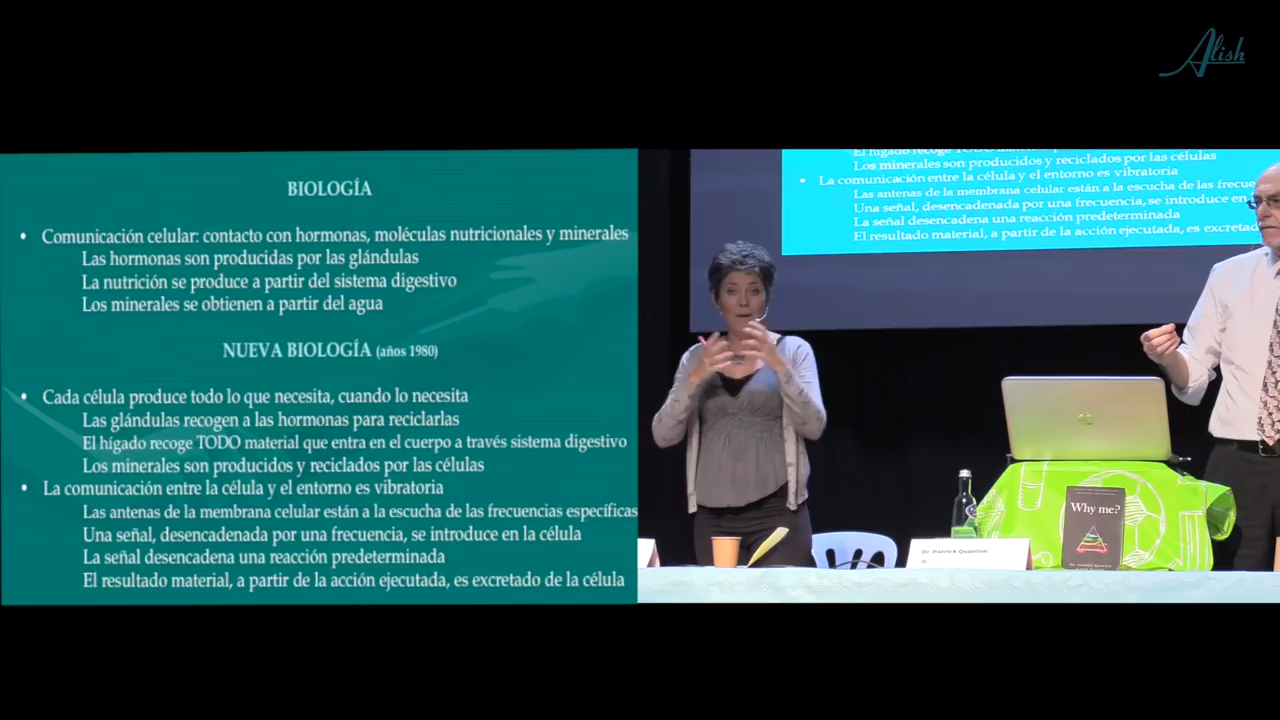 Alish
BIOLOGÍA
• Comunicación celular: contacto con hormonas, moléculas nutricionales y minerales
Las hormonas son producidas por las glándulas
La nutrición se produce a partir del sistema digestivo
Los minerales se obtienen a partir del agua
NUEVA BIOLOGÍA (años 1980)
• Cada célula produce todo lo que necesita, cuando lo necesita
Las glándulas recogen a las hormonas para reciclarlas
El hígado recoge TODO material que entra en el cuerpo a través sistema digestivo
Los minerales son producidos y reciclados por las células
• La comunicación entre la célula y el entorno es vibratoria
Las antenas de la membrana celular están a la escucha de las frecuencias específicas
Una señal, desencadenada por una frecuencia, se introduce en la célula
La señal desencadena una reacción predeterminada
El resultado material, a partir de la acción ejecutada, es excretado de la célula
El hígado recoge TODO
Los minerales son producidos y reciclados por las células
• La comunicación entre la célula y el entorno es vibratoria
Las antenas de la membrana celular están a la escucha de las frecue
Una señal, desencadenada por una frecuencia, se introduce en
La señal desencadena una reacción predeterminada
El resultado material, a partir de la acción ejecutada, es excretado
Why me?
Dr. Patrick Quanten